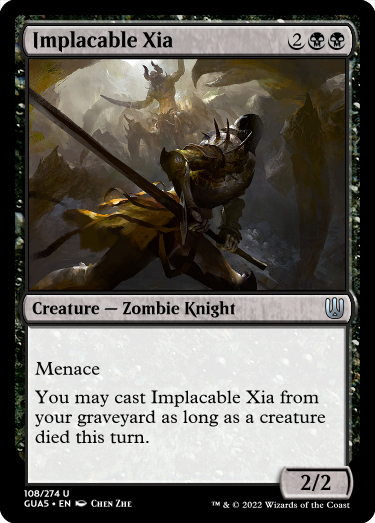 Implacable Xia 2
Creature — Zombie Knight
Menace
You may cast Implacable Xia from
your graveyard as long as a creature
died this turn.
2/2
108/274 U
GUA5 • EN Chen Zhe
™ & © 2022 Wizards of the Coast